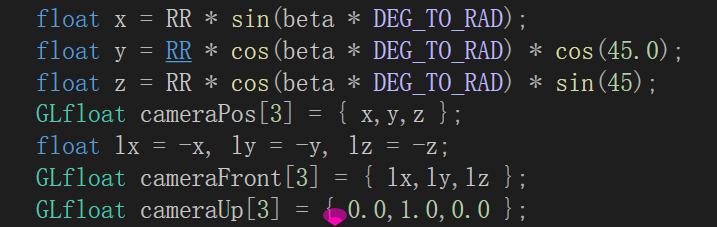 float x = RR * sin(beta * DEG_TO_RAD);
float y = RR * cos(beta * DEG_TO_RAD) * cos(45.0);
float z = RR * cos(beta * DEG_TO_RAD) * sin(45);
GLfloat cameraPos[3] = { x,y,z };
float lx = -x, ly = -y, lz = -z;
GLfloat cameraFront[3] = { lx,ly,lz };
GLfloat cameraUp[3] = { 0.0,1.0,0.0 };